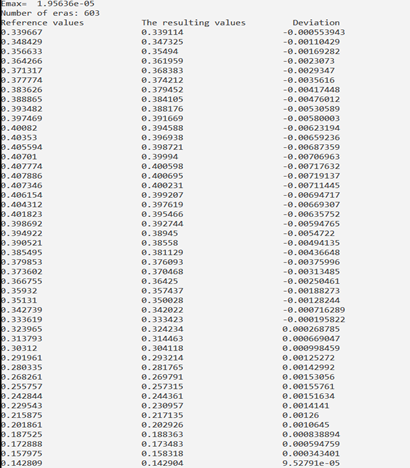 Emax=  1.95636e-05
Number of eras: 603
Reference values The resulting values Deviation
0.339667 0.339114 -0.000553943
0.348429 0.347325 -0.00110429
0.356633 0.35494 -0.00169282
0.364266 0.361959 -0.0023073
0.371317 0.368383 -0.0029347
0.377774 0.374212 -0.0035616
0.383626 0.379452 -0.00417448
0.388865 0.384105 -0.00476012
0.393482 0.388176 -0.00530589
0.397469 0.391669 -0.00580003
0.40082 0.394588 -0.00623194
0.40353 0.396938 -0.00659236
0.405594 0.398721 -0.00687359
0.40701 0.39994 -0.00706963
0.407774 0.400598 -0.00717632
0.407886 0.400695 -0.00719137
0.407346 0.400231 -0.00711445
0.406154 0.399207 -0.00694717
0.404312 0.397619 -0.00669307
0.401823 0.395466 -0.00635752
0.398692 0.392744 -0.00594765
0.394922 0.38945 -0.0054722
0.390521 0.38558 -0.00494135
0.385495 0.381129 -0.00436648
0.379853 0.376093 -0.00375996
0.373602 0.370468 -0.00313485
0.366755 0.36425 -0.00250461
0.35932 0.357437 -0.00188273
0.35131 0.350028 -0.00128244
0.342739 0.342022 -0.000716289
0.333619 0.333423 -0.000195822
0.323965 0.324234 0.000268785
0.313793 0.314463 0.000669047
0.30312 0.304118 0.000998459
0.291961 0.293214 0.00125272
0.280335 0.281765 0.00142992
0.268261 0.269791 0.00153056
0.255757 0.257315 0.00155761
0.242844 0.244361 0.00151634
0.229543 0.230957 0.0014141
0.215875 0.217135 0.00126
0.201861 0.202926 0.0010645
0.187525 0.188363 0.000838894
0.172888 0.173483 0.000594759
0.157975 0.158318 0.000343401
0.142809 0.142904 9.52791e-05